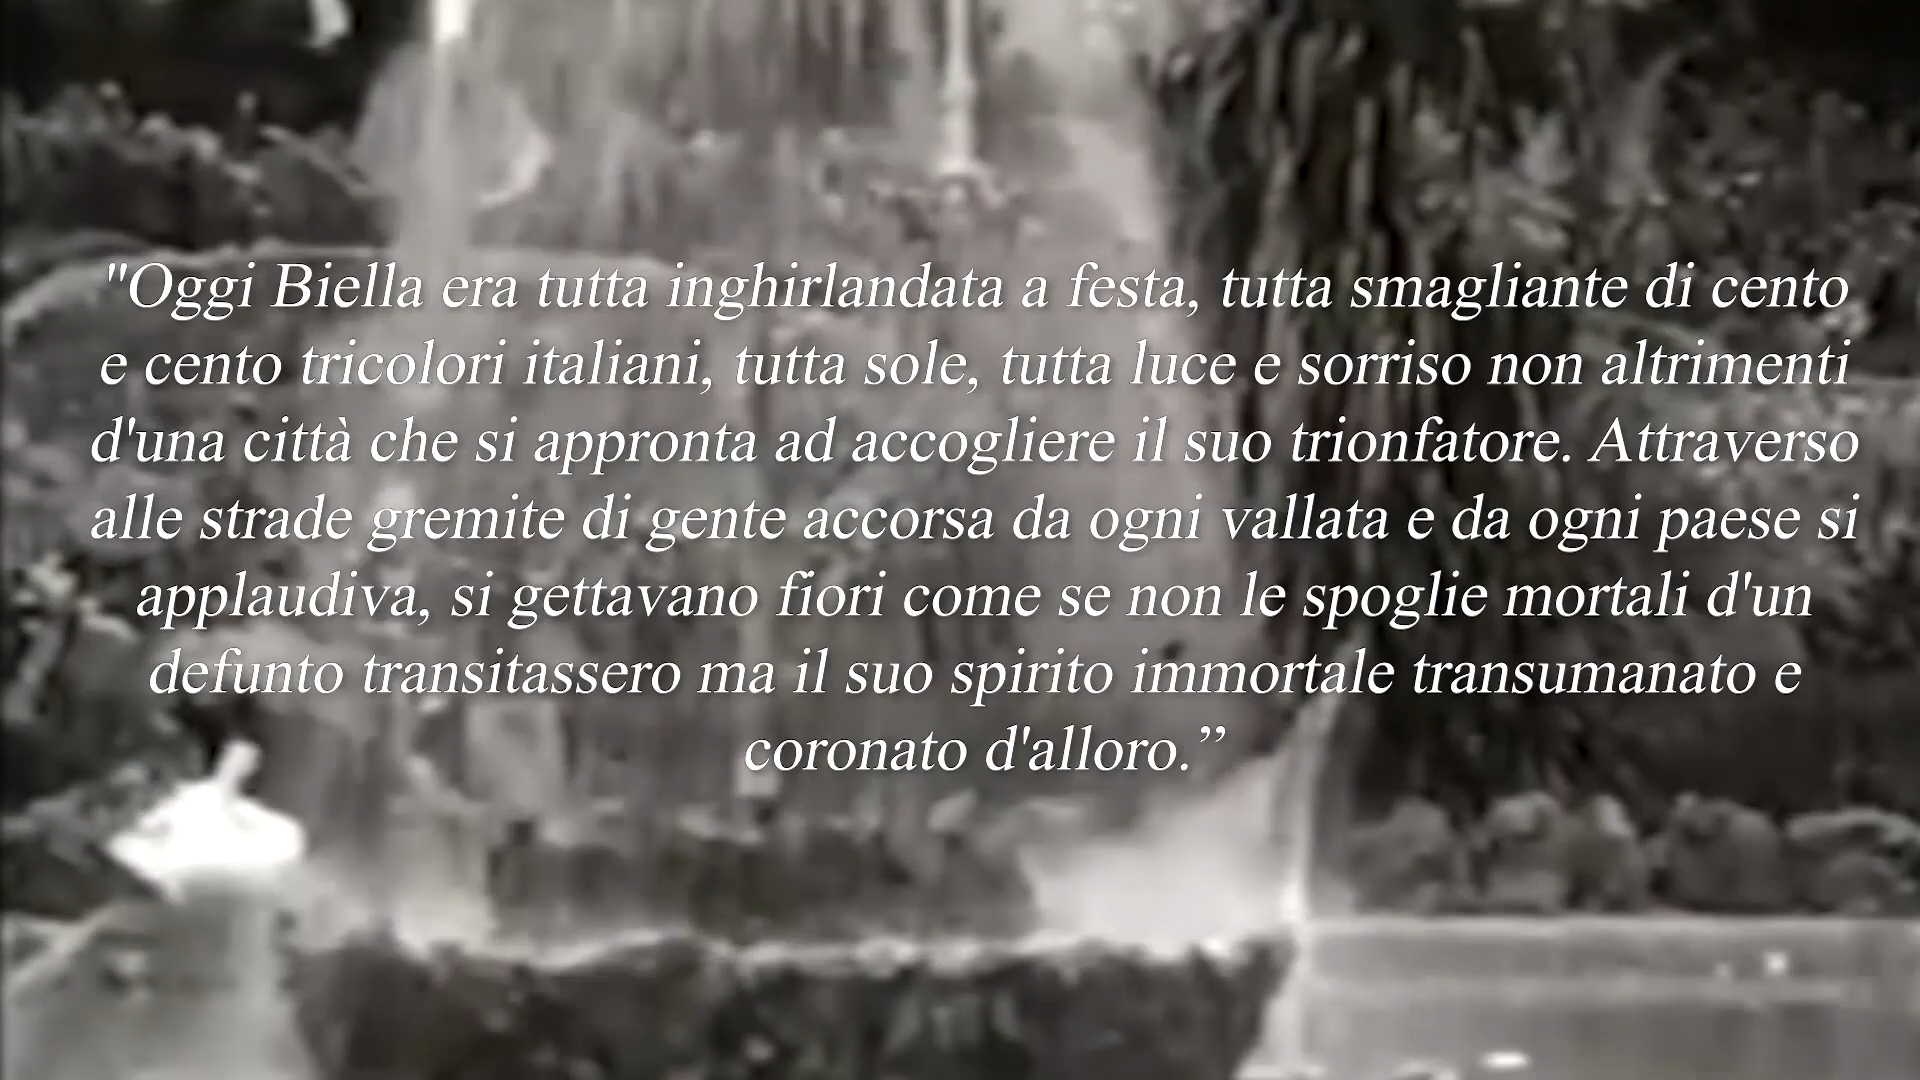 "Oggi Biella era tutta inghirlandata a festa, tutta smagliante di cento
e cento tricolori italiani, tutta sole, tutta luce e sorriso non altrimenti
d'una città che si appronta ad accogliere il suo trionfatore. Attraverso
alle strade gremite di gente accorsa da ogni vallata e da ogni paese si
applaudiva, si gettavano fiori come se non le spoglie mortali d'un
defunto transitassero ma il suo spirito immortale transumanato e
coronato d'alloro.”